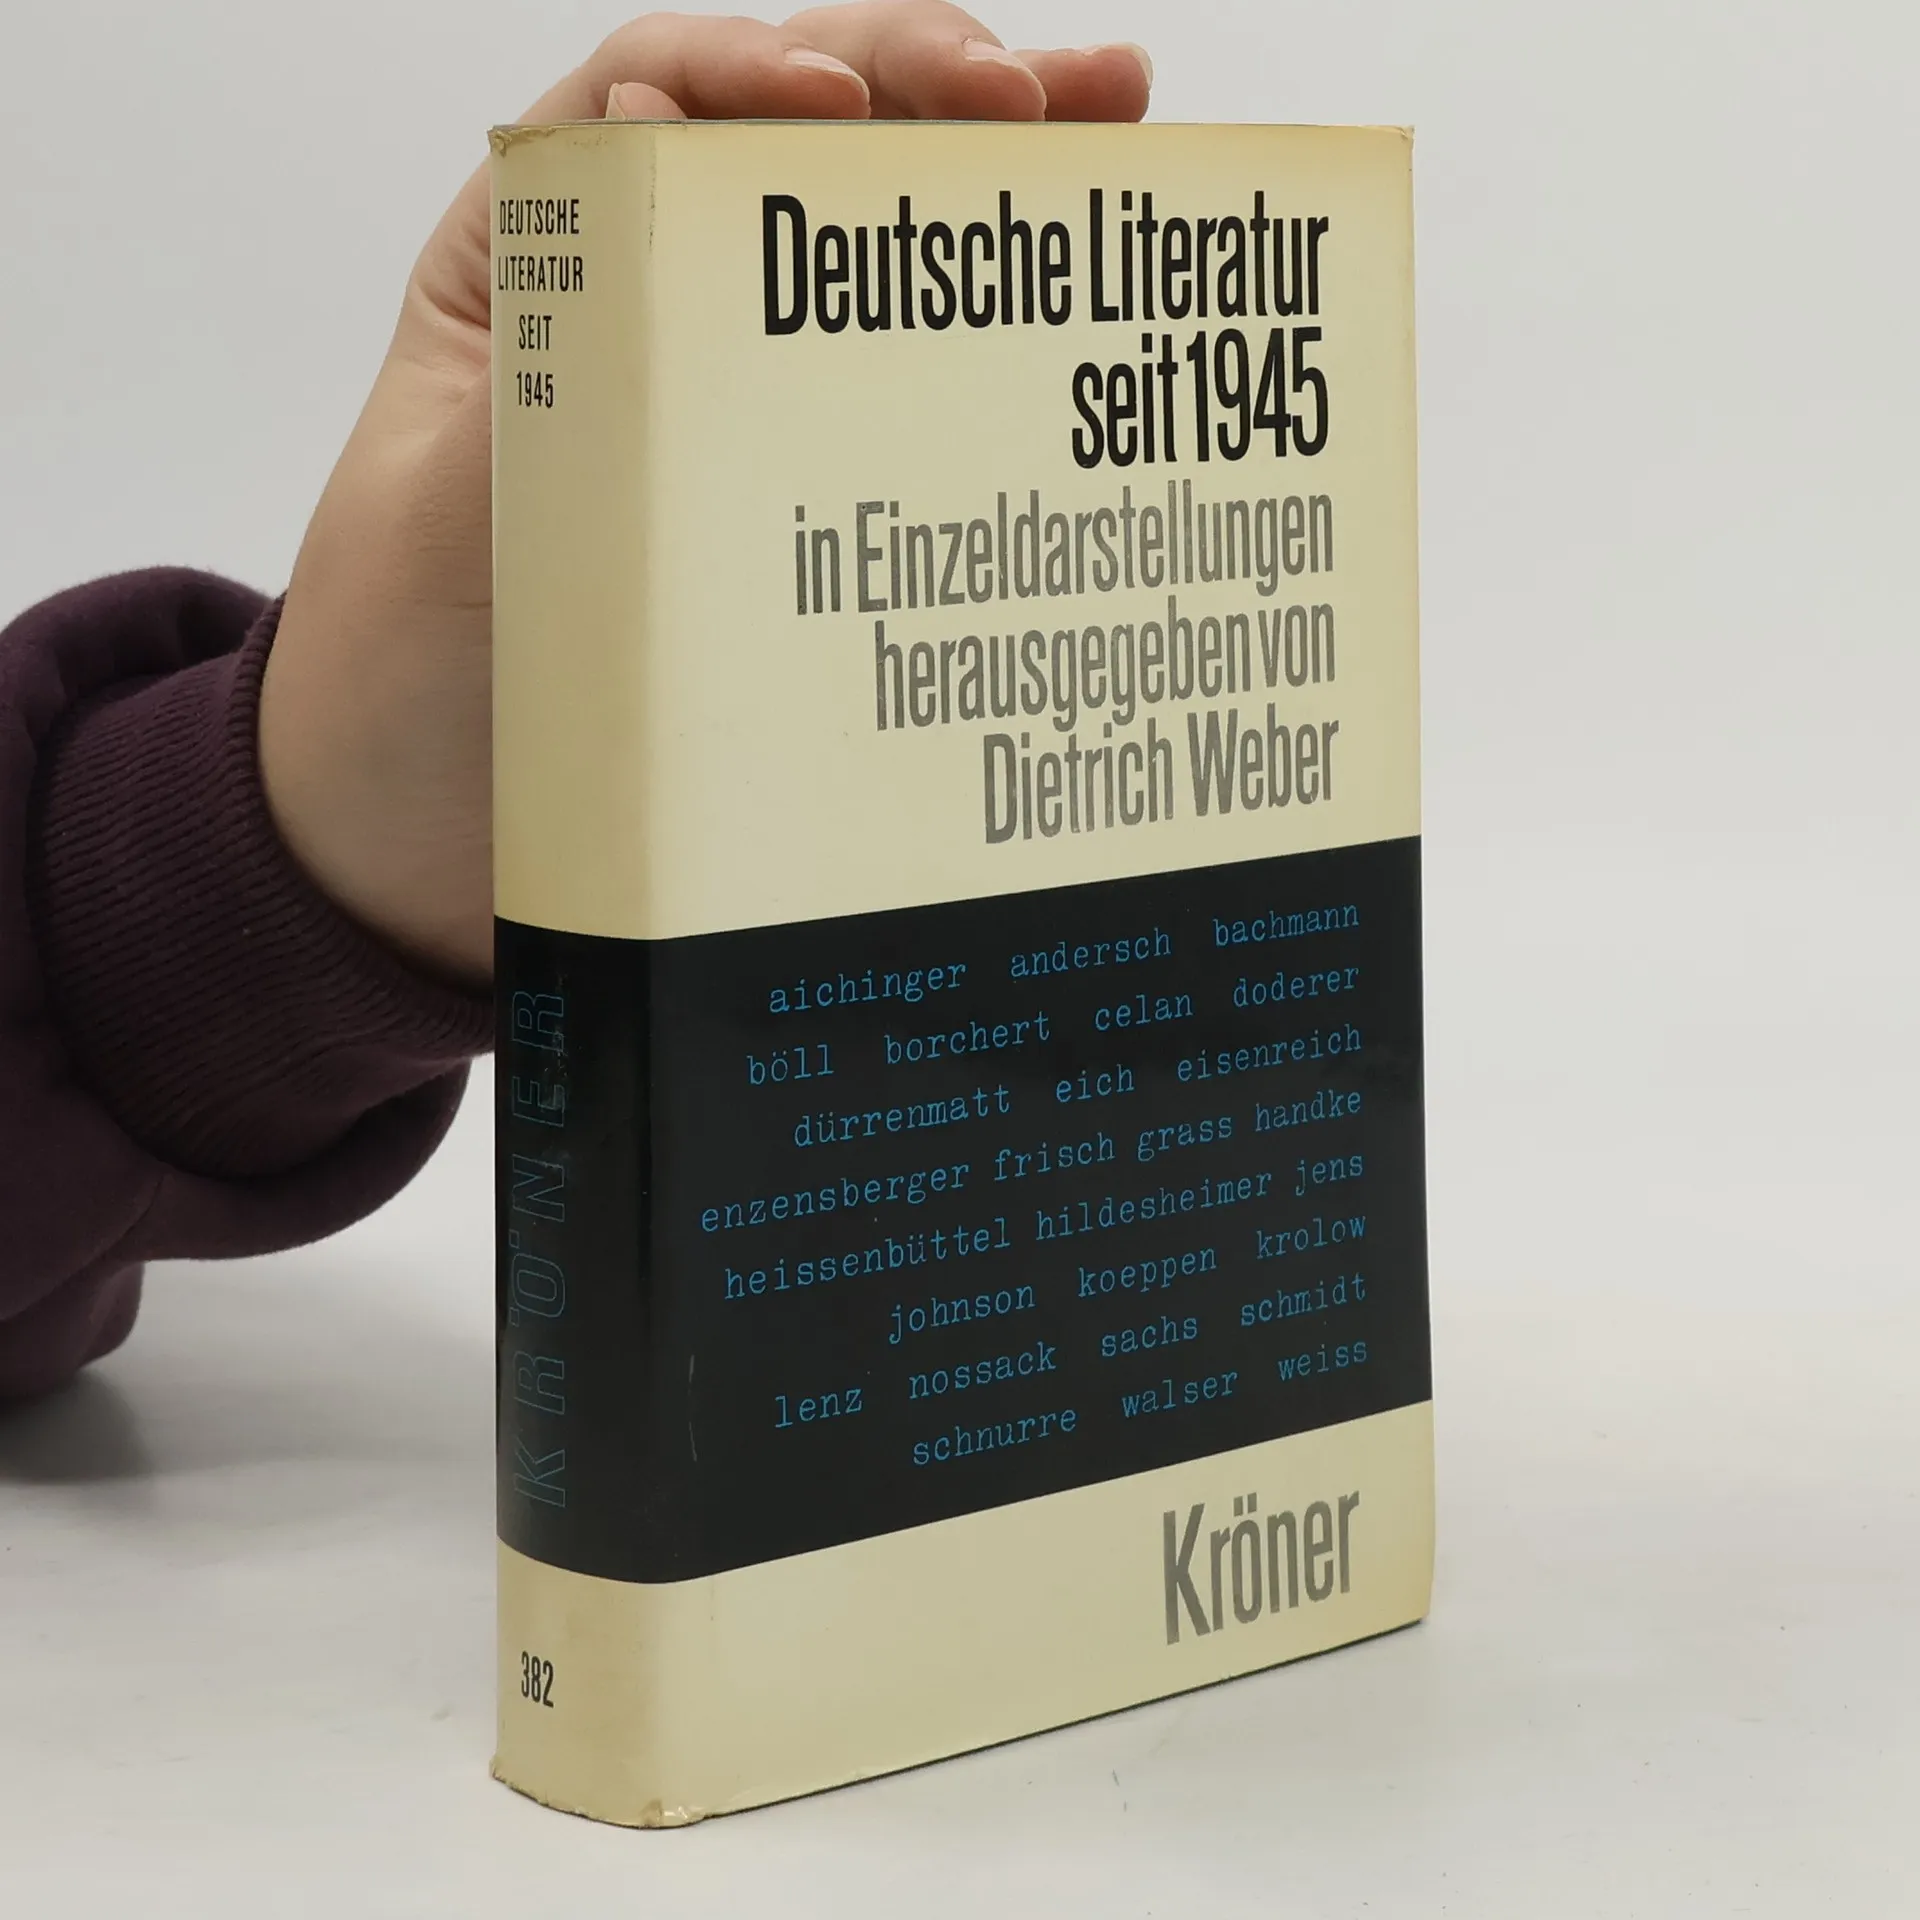 DEUTSCHE
LITERATUR
SEIT
1945
KRÖNER
382
Deutsche Literatur
seit 1945
in Einzeldarstellungen
herausgegeben von
Dietrich Weber
aichinger andersch bachmann
böll borchert celan doderer
dürrenmatt eich eisenreich
enzensberger frisch grass handke
heissenbüttel hildesheimer jens
johnson koeppen krolow
lenz nossack sachs schmidt
schnurre walser weiss
Kröner